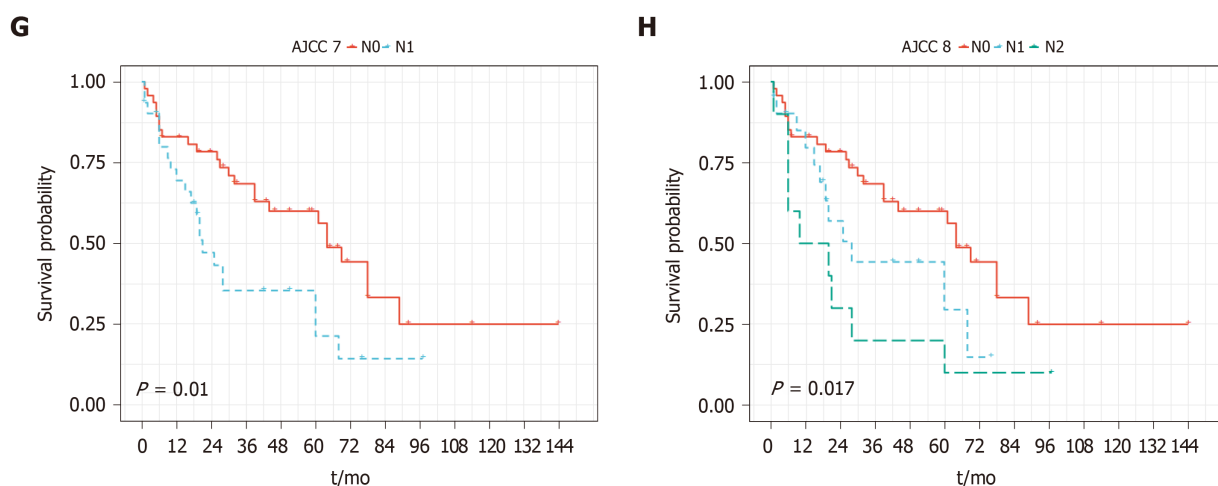 G
AJCC 7 N0 N1
1.00
0.75
0.50
0.25
0.00
Survival probability
P = 0.01
0 12 24 36 48 60 72 84 96 108 120 144
t/mo
H
AJCC 8 N0 N1 N2
1.00
0.75
0.50
0.25
0.00
Survival probability
P = 0.017
0 12 24 36 48 60 72 84 96 108 120 144
t/mo